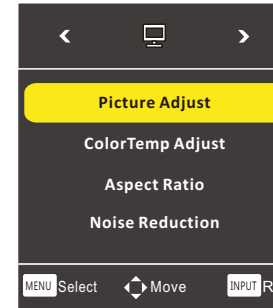 Picture Adjust
ColorTemp Adjust
Aspect Ratio
Noise Reduction
MENU Select Move INPUT R